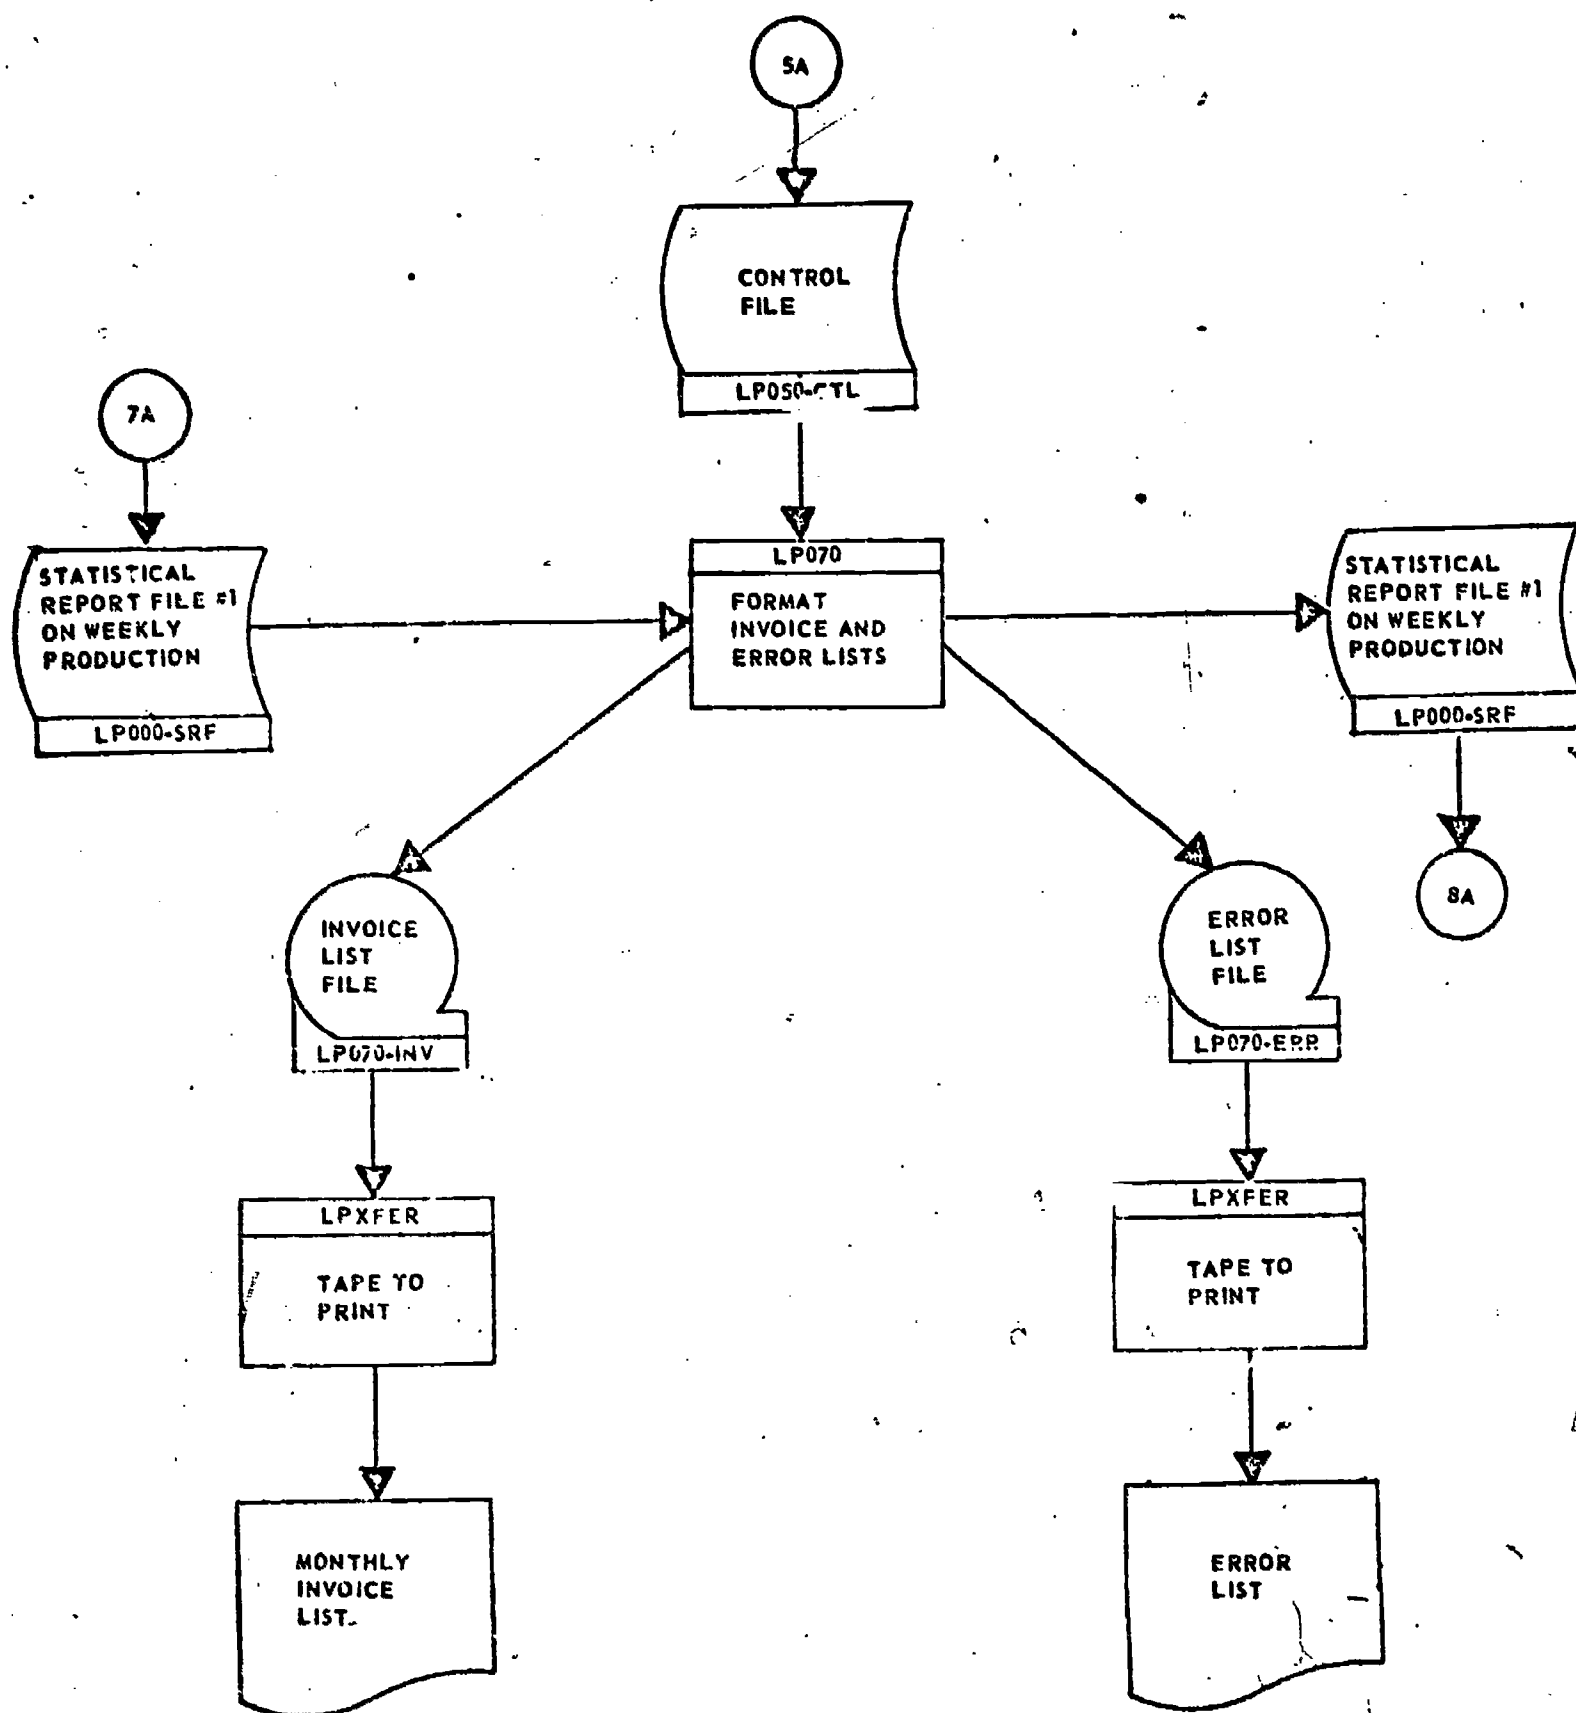 5A
CONTROL
FILE
LP050-CTL
7A
STATISTICAL
REPORT FILE #1
ON WEEKLY
PRODUCTION
LP000-SRF
LP070
FORMAT
INVOICE AND
ERROR LISTS
STATISTICAL
REPORT FILE #1
ON WEEKLY
PRODUCTION
LP000-SRF
8A
INVOICE
LIST
FILE
LP070-INV
ERROR
LIST
FILE
LP070-ERR
LPXFER
TAPE TO
PRINT
LPXFER
TAPE TO
PRINT
MONTHLY
INVOICE
LIST
ERROR
LIST